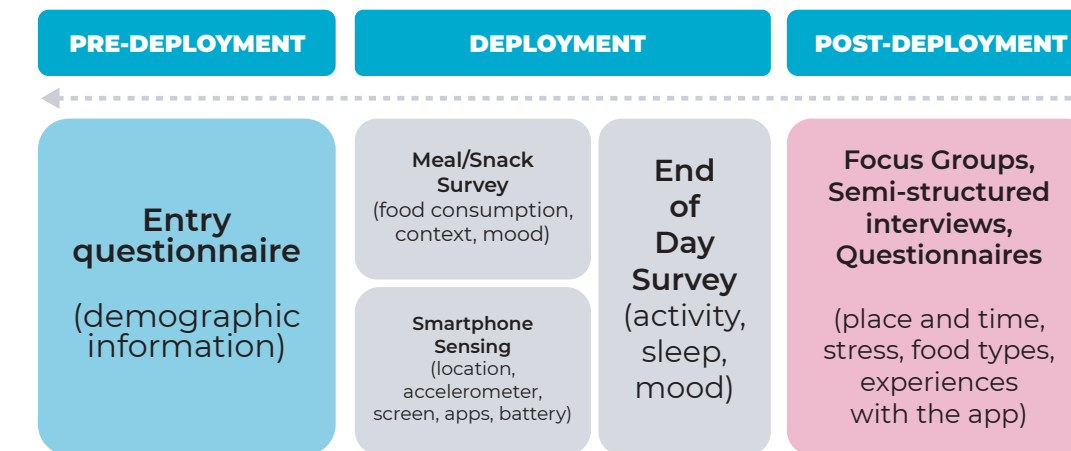 PRE-DEPLOYMENT
DEPLOYMENT
POST-DEPLOYMENT
Entry
questionnaire
(demographic
information)
Meal/Snack
Survey
(food consumption,
context, mood)
Smartphone
Sensing
(location,
accelerometer,
screen, apps, battery)
End
of
Day
Survey
(activity,
sleep,
mood)
Focus Groups,
Semi-structured
interviews,
Questionnaires
(place and time,
stress, food types,
experiences
with the app)